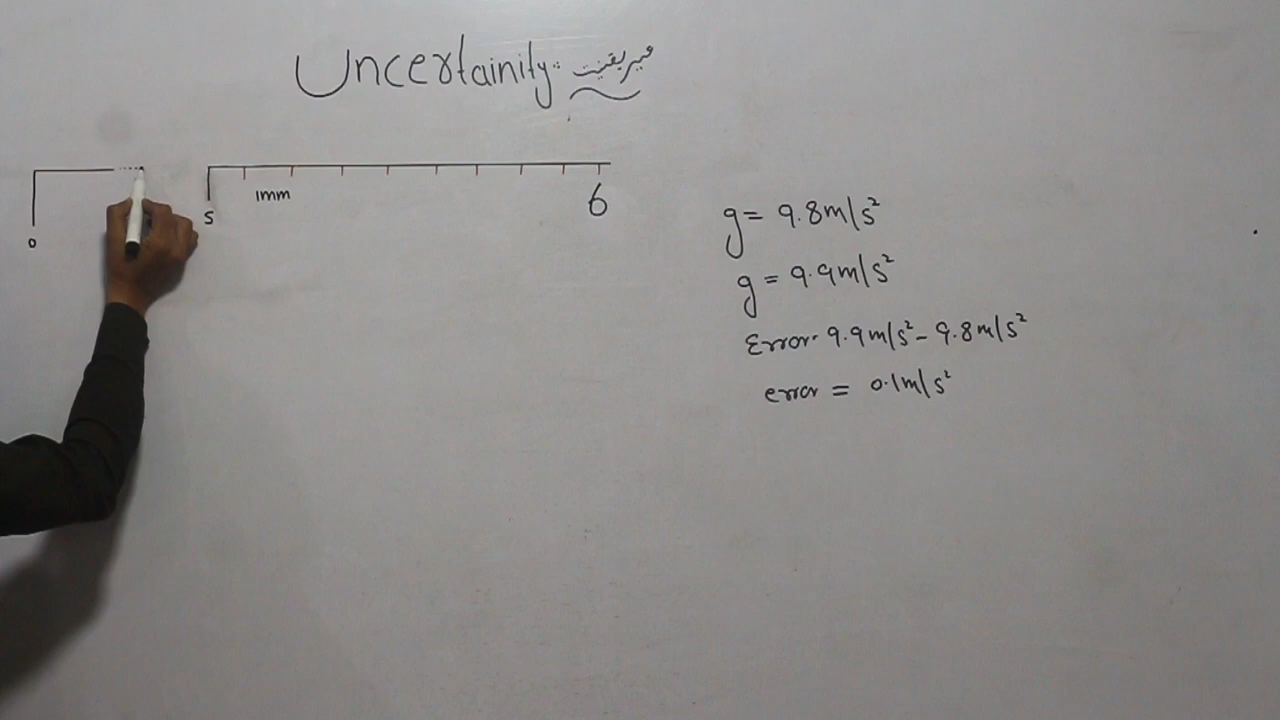 Uncertainity:- غیر یقینیت
0 5 1mm 6
g = 9.8m/s²
g = 9.9m/s²
Error- 9.9m/s² - 9.8m/s²
error = 0.1m/s²